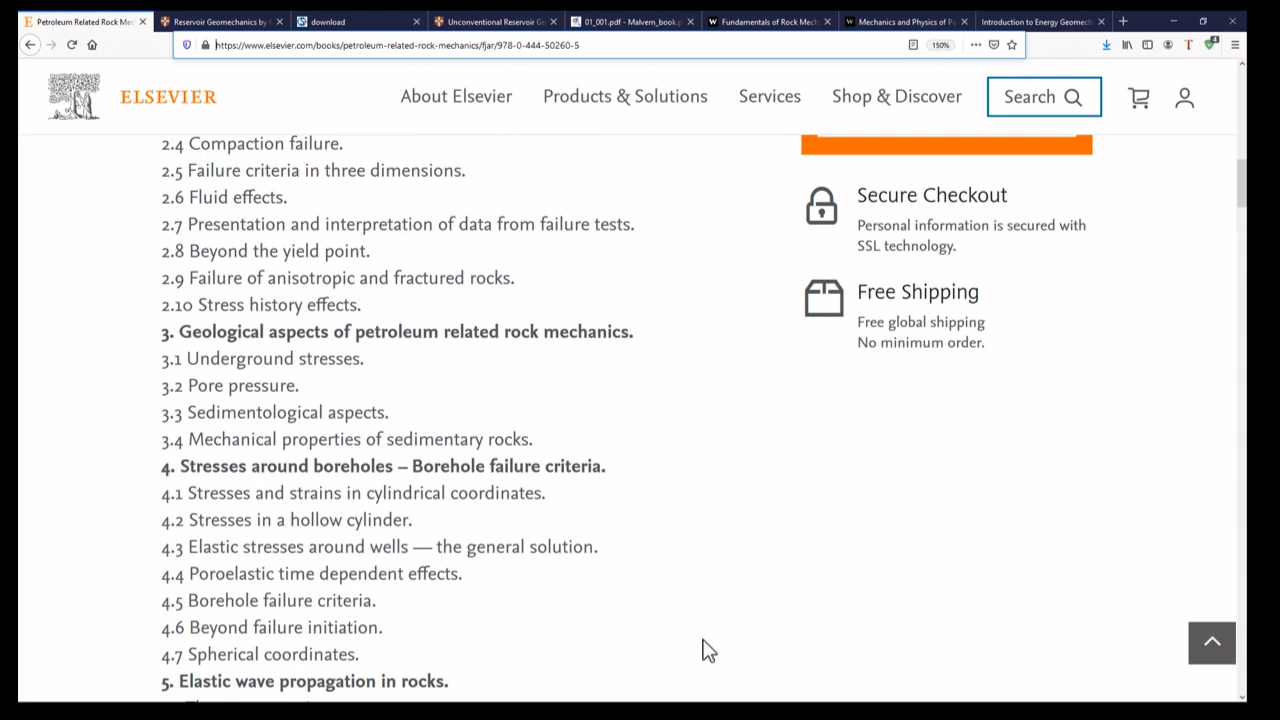 Petroleum Related Rock Mec
Reservoir Geomechanics by
download
Unconventional Reservoir Ge
01_001.pdf - Malvern_book.p
Fundamentals of Rock Mech
Mechanics and Physics of P
Introduction to Energy Geomech
https://www.elsevier.com/books/petroleum-related-rock-mechanics/fjar/978-0-444-50260-5
150%
ELSEVIER
About Elsevier
Products & Solutions
Services
Shop & Discover
Search
2.4 Compaction failure.
2.5 Failure criteria in three dimensions.
2.6 Fluid effects.
2.7 Presentation and interpretation of data from failure tests.
2.8 Beyond the yield point.
2.9 Failure of anisotropic and fractured rocks.
2.10 Stress history effects.
3. Geological aspects of petroleum related rock mechanics.
3.1 Underground stresses.
3.2 Pore pressure.
3.3 Sedimentological aspects.
3.4 Mechanical properties of sedimentary rocks.
4. Stresses around boreholes – Borehole failure criteria.
4.1 Stresses and strains in cylindrical coordinates.
4.2 Stresses in a hollow cylinder.
4.3 Elastic stresses around wells — the general solution.
4.4 Poroelastic time dependent effects.
4.5 Borehole failure criteria.
4.6 Beyond failure initiation.
4.7 Spherical coordinates.
5. Elastic wave propagation in rocks.
Secure Checkout
Personal information is secured with
SSL technology.
Free Shipping
Free global shipping
No minimum order.